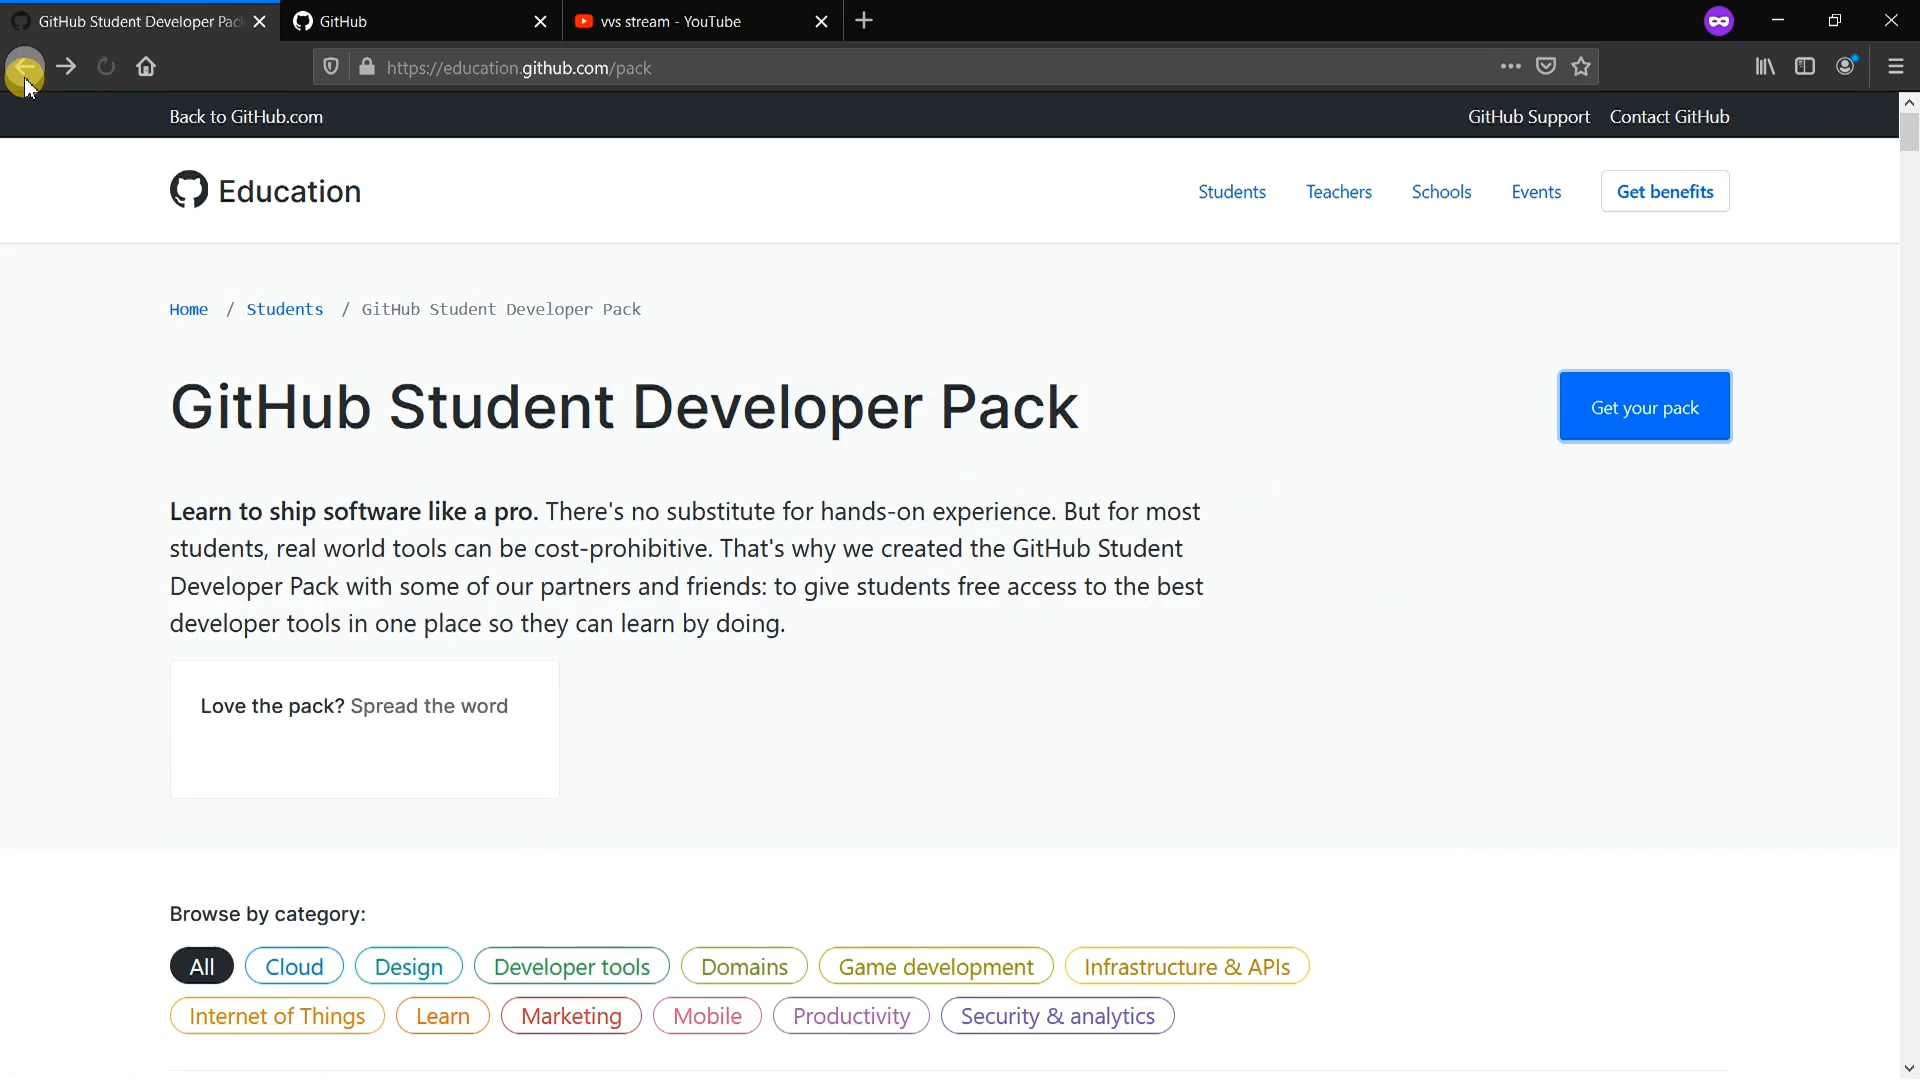 GitHub Student Developer Pack
GitHub
vvs stream - YouTube
https://education.github.com/pack
Back to GitHub.com
GitHub Support
Contact GitHub
Education
Students
Teachers
Schools
Events
Get benefits
Home / Students / GitHub Student Developer Pack
GitHub Student Developer Pack
Get your pack
Learn to ship software like a pro. There's no substitute for hands-on experience. But for most
students, real world tools can be cost-prohibitive. That's why we created the GitHub Student
Developer Pack with some of our partners and friends: to give students free access to the best
developer tools in one place so they can learn by doing.
Love the pack? Spread the word
Browse by category:
All Cloud Design Developer tools Domains Game development Infrastructure & APIs
Internet of Things Learn Marketing Mobile Productivity Security & analytics